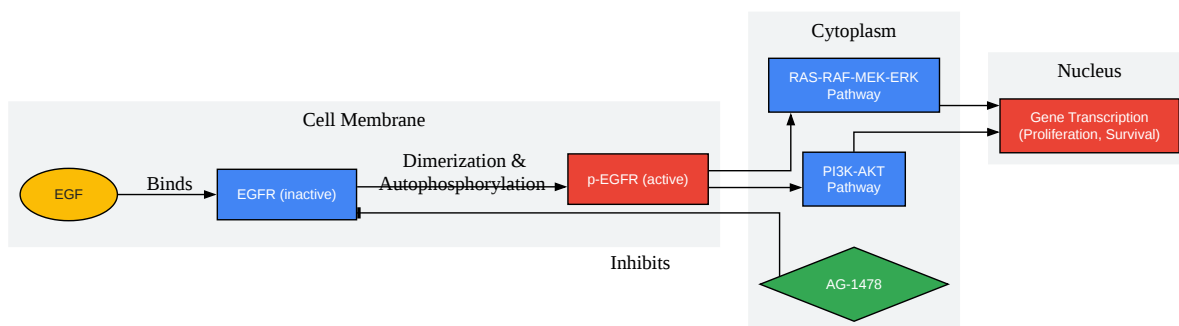 Cytoplasm
RAS-RAF-MEK-ERK
Pathway
Nucleus
Gene Transcription
(Proliferation, Survival)
Cell Membrane
Dimerization &
Autophosphorylation
Binds
EGF
EGFR (inactive)
p-EGFR (active)
PI3K-AKT
Pathway
Inhibits
AG-1478